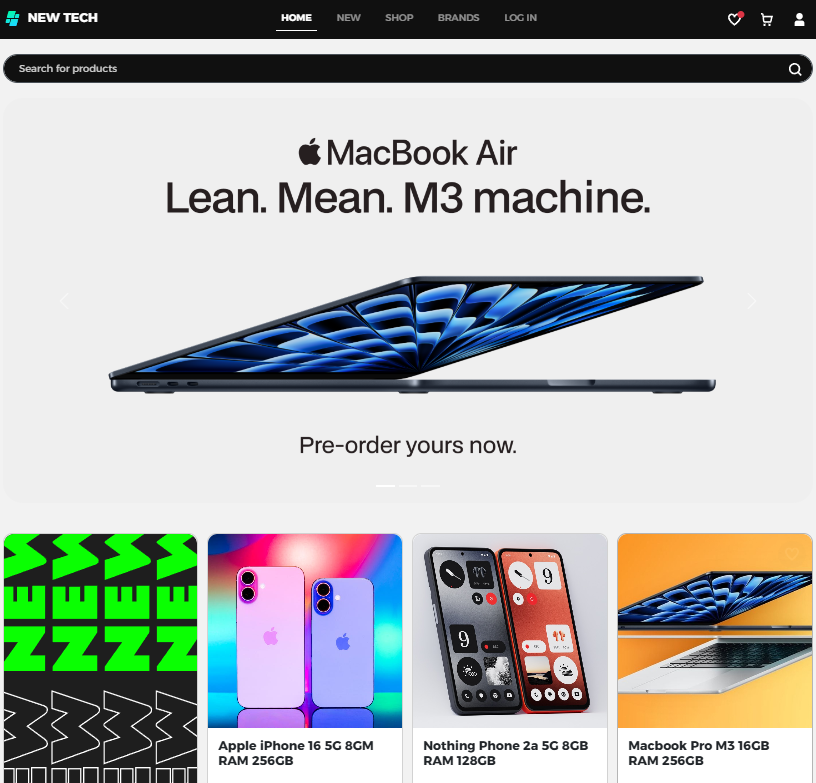 NEW TECH
HOME NEW SHOP BRANDS LOG IN
Search for products
MacBook Air
Lean. Mean. M3 machine.
Pre-order yours now.
NEW
NEW
NEW
NEW
9
9
Apple iPhone 16 5G 8GM
RAM 256GB
Nothing Phone 2a 5G 8GB
RAM 128GB
Macbook Pro M3 16GB
RAM 256GB